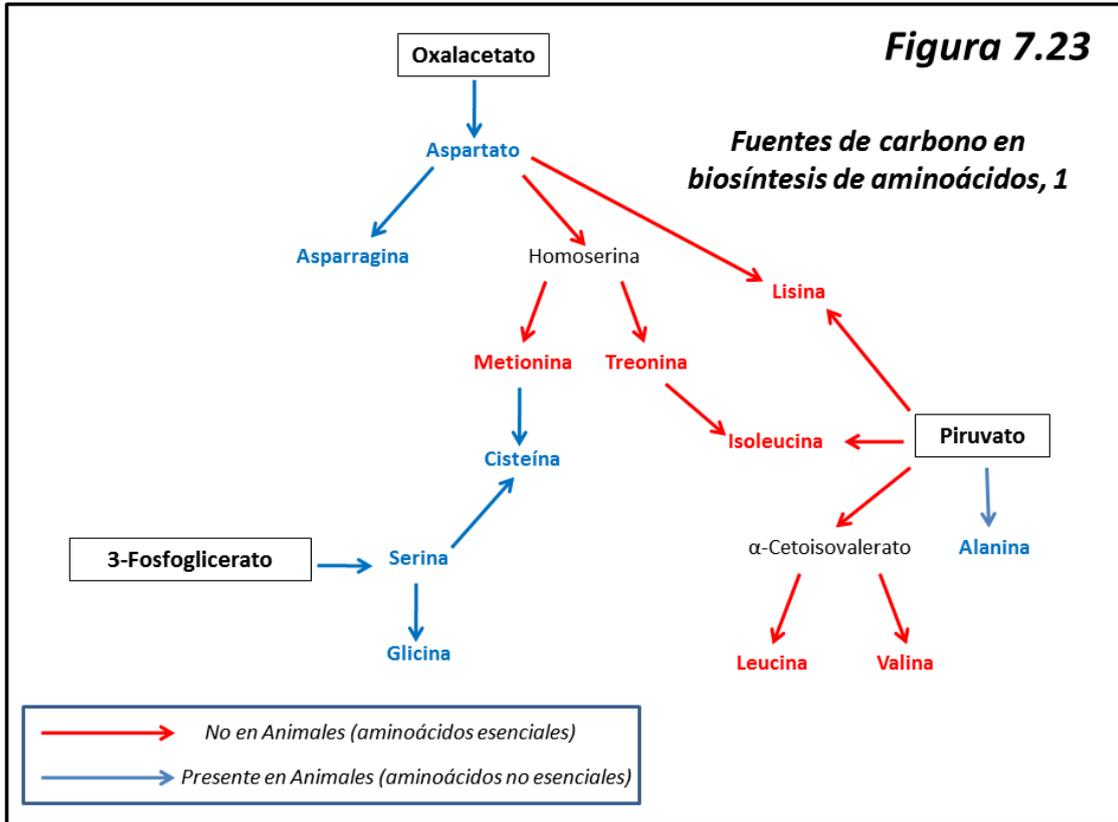 Figura 7.23
Oxalacetato
Fuentes de carbono en
biosíntesis de aminoácidos, 1
Aspartato
Asparragina
Homoserina
Lisina
Metionina
Treonina
Isoleucina
Piruvato
Cisteína
3-Fosfoglicerato
Serina
α-Cetoisovalerato
Alanina
Glicina
Leucina
Valina
No en Animales (aminoácidos esenciales)
Presente en Animales (aminoácidos no esenciales)